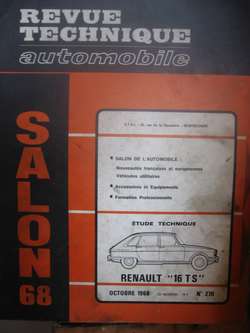 REVUE
TECHNIQUE
automobile
SALON
68
SALON DE L'AUTOMOBILE :
Nouveautés françaises et européennes
Véhicules utilitaires
Accessoires et Equipements
Formation Professionnelle
ÉTUDE TECHNIQUE
RENAULT "16 TS"
OCTOBRE 1968
N° 270